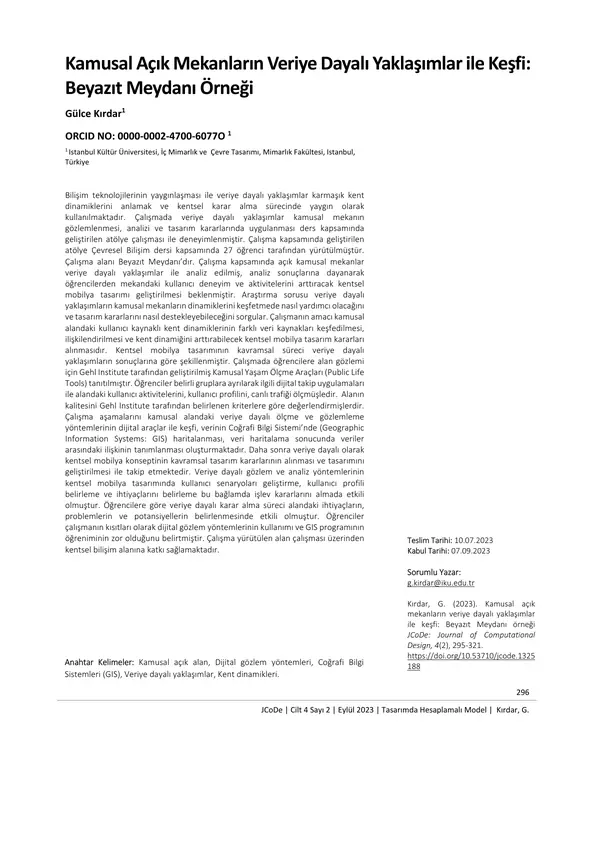 Kamusal Açık Mekanların Veriye Dayalı Yaklaşımlar ile Keşfi:
Beyazıt Meydanı Örneği
Gülce Kırdar¹
ORCID NO: 0000-0002-4700-6077O ¹
¹ Istanbul Kültür Üniversitesi, İç Mimarlık ve Çevre Tasarımı, Mimarlık Fakültesi, Istanbul,
Türkiye
Bilişim teknolojilerinin yaygınlaşması ile veriye dayalı yaklaşımlar karmaşık kent
dinamiklerini anlamak ve kentsel karar alma sürecinde yaygın olarak
kullanılmaktadır. Çalışmada veriye dayalı yaklaşımlar kamusal mekanın
gözlemlenmesi, analizi ve tasarım kararlarında uygulanması ders kapsamında
geliştirilen atölye çalışması ile deneyimlenmiştir. Çalışma kapsamında geliştirilen
atölye Çevresel Bilişim dersi kapsamında 27 öğrenci tarafından yürütülmüştür.
Çalışma alanı Beyazıt Meydanı'dır. Çalışma kapsamında açık kamusal mekanlar
veriye dayalı yaklaşımlar ile analiz edilmiş, analiz sonuçlarına dayanarak
öğrencilerden mekandaki kullanıcı deneyim ve aktivitelerini arttıracak kentsel
mobilya tasarımı geliştirilmesi beklenmiştir. Araştırma sorusu veriye dayalı
yaklaşımların kamusal mekanların dinamiklerini keşfetmede nasıl yardımcı olacağını
ve tasarım kararlarını nasıl destekleyebileceğini sorgular. Çalışmanın amacı kamusal
alandaki kullanıcı kaynaklı kent dinamiklerinin farklı veri kaynakları keşfedilmesi,
ilişkilendirilmesi ve kent dinamiğini arttırabilecek kentsel mobilya tasarım kararları
alınmasıdır. Kentsel mobilya tasarımının kavramsal süreci veriye dayalı
yaklaşımların sonuçlarına göre şekillenmiştir. Çalışmada öğrencilere alan gözlemi
için Gehl Institute tarafından geliştirilmiş Kamusal Yaşam Ölçme Araçları (Public Life
Tools) tanıtılmıştır. Öğrenciler belirli gruplara ayrılarak ilgili dijital takip uygulamaları
ile alandaki kullanıcı aktivitelerini, kullanıcı profilini, canlı trafiği ölçmüşledir. Alanın
kalitesini Gehl Institute tarafından belirlenen kriterlere göre değerlendirmişlerdir.
Çalışma aşamalarını kamusal alandaki veriye dayalı ölçme ve gözlemleme
yöntemlerinin dijital araçlar ile keşfi, verinin Coğrafi Bilgi Sistemi'nde (Geographic
Information Systems: GIS) haritalanması, veri haritalama sonucunda veriler
arasındaki ilişkinin tanımlanması oluşturmaktadır. Daha sonra veriye dayalı olarak
kentsel mobilya konseptinin kavramsal tasarım kararlarının alınması ve tasarımını
geliştirilmesi ile takip etmektedir. Veriye dayalı gözlem ve analiz yöntemlerinin
kentsel mobilya tasarımında kullanıcı senaryoları geliştirme, kullanıcı profili
belirleme ve ihtiyaçlarını belirleme bu bağlamda işlev kararlarını almada etkili
olmuştur. Öğrencilere göre veriye dayalı karar alma süreci alandaki ihtiyaçların,
problemlerin ve potansiyellerin belirlenmesinde etkili olmuştur. Öğrenciler
çalışmanın kısıtları olarak dijital gözlem yöntemlerinin kullanımı ve GIS programının
öğreniminin zor olduğunu belirtmiştir. Çalışma yürütülen alan çalışması üzerinden
kentsel bilişim alanına katkı sağlamaktadır.
Anahtar Kelimeler: Kamusal açık alan, Dijital gözlem yöntemleri, Coğrafi Bilgi
Sistemleri (GIS), Veriye dayalı yaklaşımlar, Kent dinamikleri.
Teslim Tarihi: 10.07.2023
Kabul Tarihi: 07.09.2023
Sorumlu Yazar:
g.kirdar@iku.edu.tr
Kırdar, G. (2023). Kamusal açık
mekanların veriye dayalı yaklaşımlar
ile keşfi: Beyazıt Meydanı örneği
JCoDe: Journal of Computational
Design, 4(2), 295-321.
https://doi.org/10.53710/jcode.1325
188
296
JCoDe | Cilt 4 Sayı 2 | Eylül 2023 | Tasarımda Hesaplamalı Model | Kırdar, G.